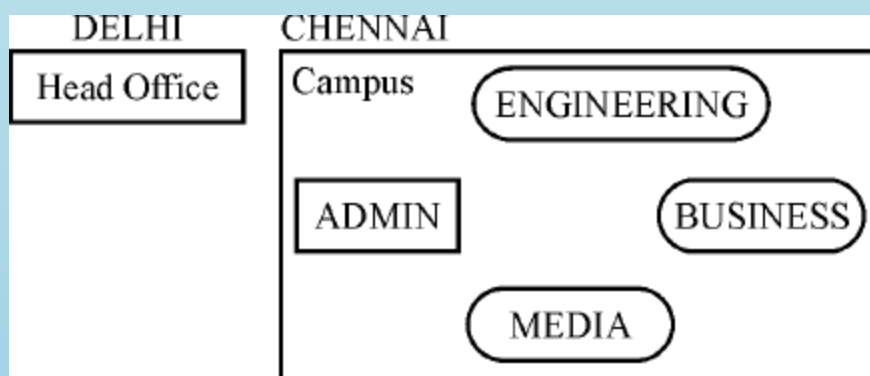 DELHI
CHENNAI
Head Office
Campus
ENGINEERING
ADMIN
BUSINESS
MEDIA